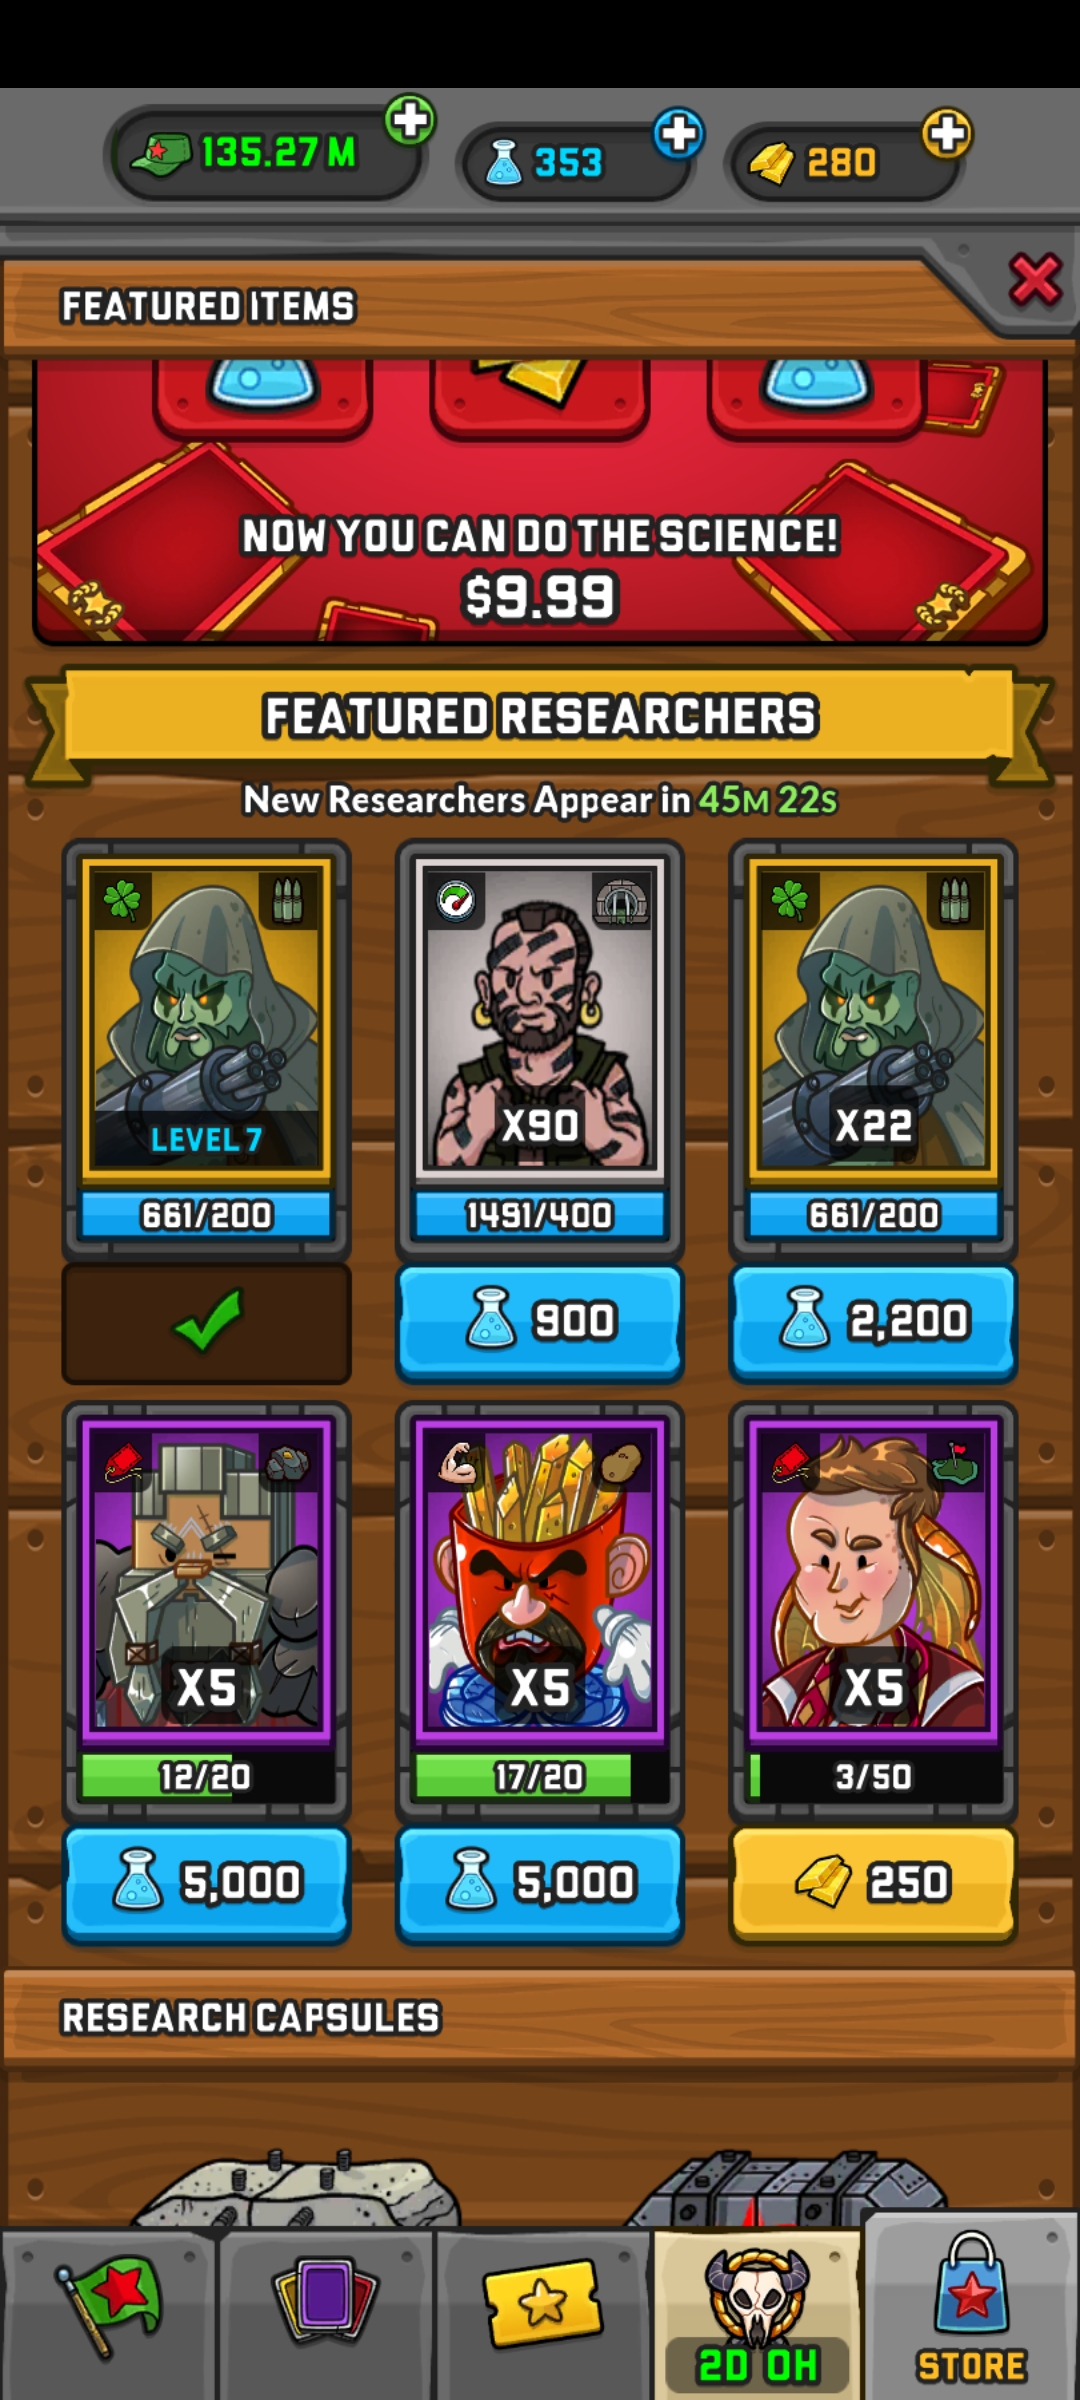 135.27 M
353
280
FEATURED ITEMS
NOW YOU CAN DO THE SCIENCE!
$9.99
FEATURED RESEARCHERS
New Researchers Appear in 45M 22S
LEVEL 7
X90
X22
661/200
1491/400
661/200
900
2,200
X5
X5
X5
12/20
17/20
3/50
5,000
5,000
250
RESEARCH CAPSULES
2D 0H
STORE